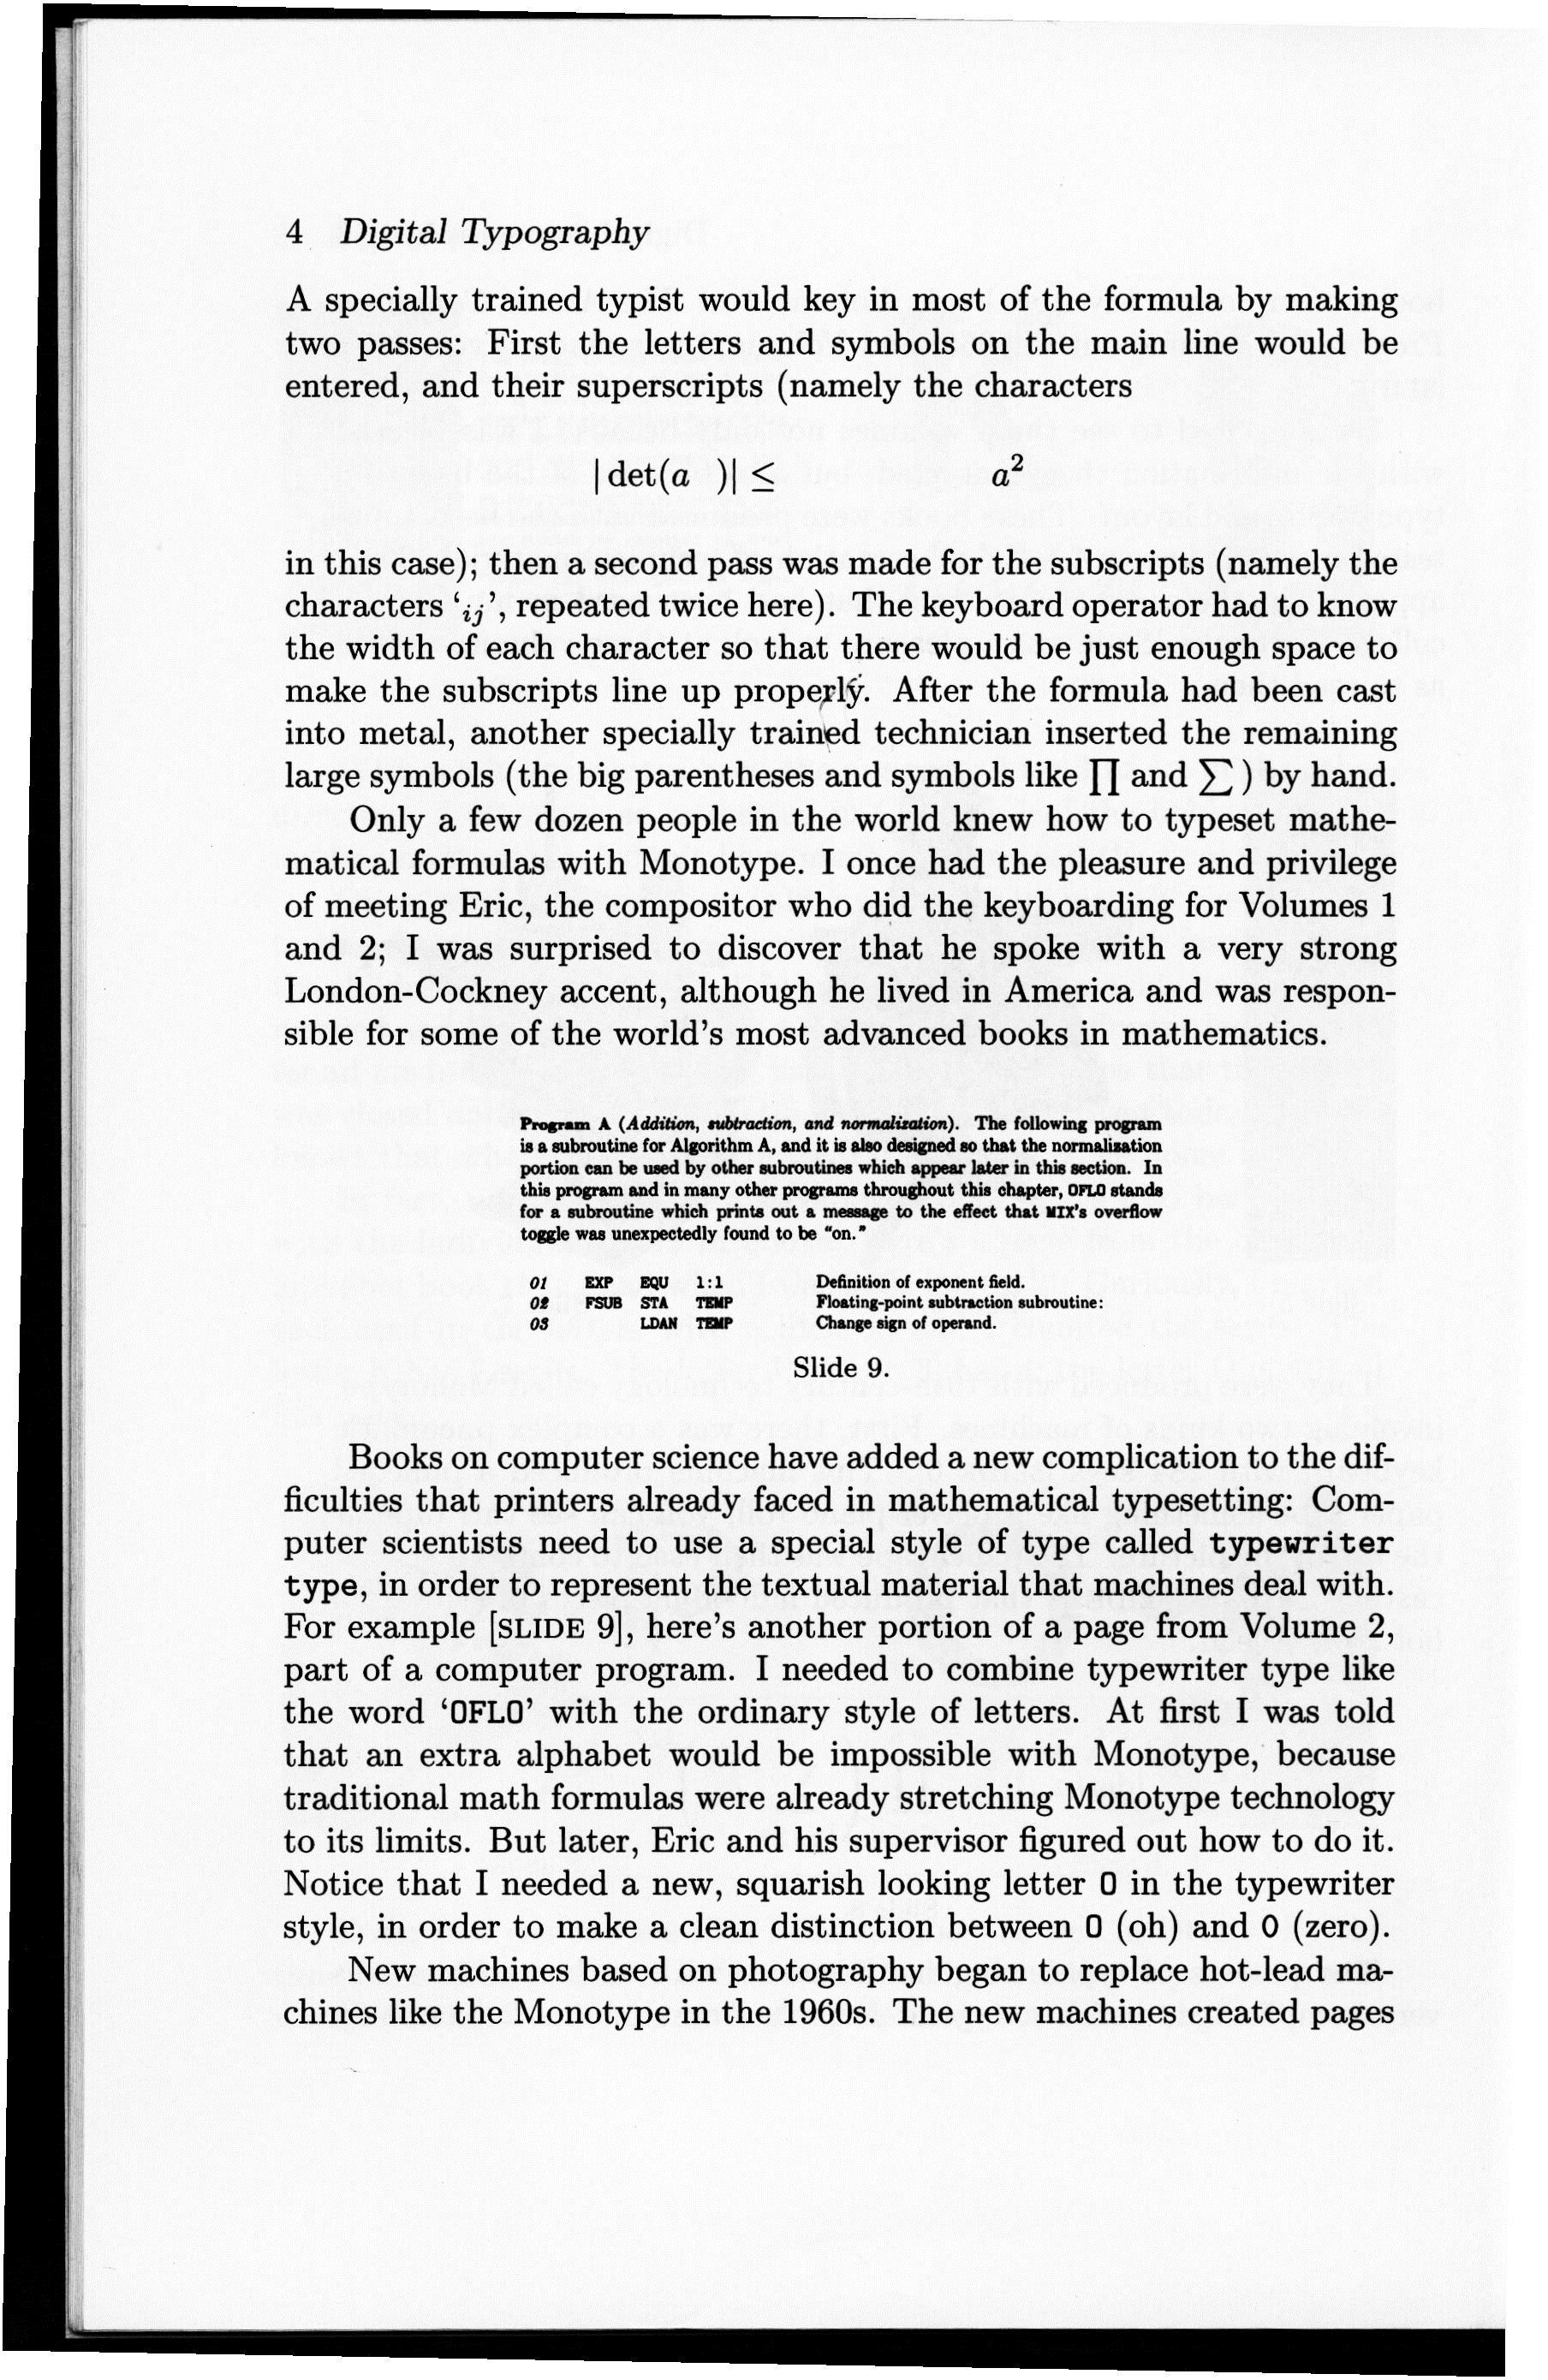 4 Digital Typography
A specially trained typist would key in most of the formula by making
two passes: First the letters and symbols on the main line would be
entered, and their superscripts (namely the characters
| det(a )| ≤ a²
in this case); then a second pass was made for the subscripts (namely the
characters ‘ij’, repeated twice here). The keyboard operator had to know
the width of each character so that there would be just enough space to
make the subscripts line up properly. After the formula had been cast
into metal, another specially trained technician inserted the remaining
large symbols (the big parentheses and symbols like ∏ and ∑ ) by hand.
Only a few dozen people in the world knew how to typeset mathe-
matical formulas with Monotype. I once had the pleasure and privilege
of meeting Eric, the compositor who did the keyboarding for Volumes 1
and 2; I was surprised to discover that he spoke with a very strong
London-Cockney accent, although he lived in America and was respon-
sible for some of the world’s most advanced books in mathematics.
Program A (Addition, subtraction, and normalization). The following program
is a subroutine for Algorithm A, and it is also designed so that the normalization
portion can be used by other subroutines which appear later in this section. In
this program and in many other programs throughout this chapter, OFLO stands
for a subroutine which prints out a message to the effect that MIX’s overflow
toggle was unexpectedly found to be “on.”
01 EXP EQU 1:1 Definition of exponent field.
02 FSUB STA TEMP Floating-point subtraction subroutine:
03 LDAN TEMP Change sign of operand.
Slide 9.
Books on computer science have added a new complication to the dif-
ficulties that printers already faced in mathematical typesetting: Com-
puter scientists need to use a special style of type called typewriter
type, in order to represent the textual material that machines deal with.
For example [SLIDE 9], here’s another portion of a page from Volume 2,
part of a computer program. I needed to combine typewriter type like
the word ‘OFLO’ with the ordinary style of letters. At first I was told
that an extra alphabet would be impossible with Monotype, because
traditional math formulas were already stretching Monotype technology
to its limits. But later, Eric and his supervisor figured out how to do it.
Notice that I needed a new, squarish looking letter O in the typewriter
style, in order to make a clean distinction between O (oh) and 0 (zero).
New machines based on photography began to replace hot-lead ma-
chines like the Monotype in the 1960s. The new machines created pages